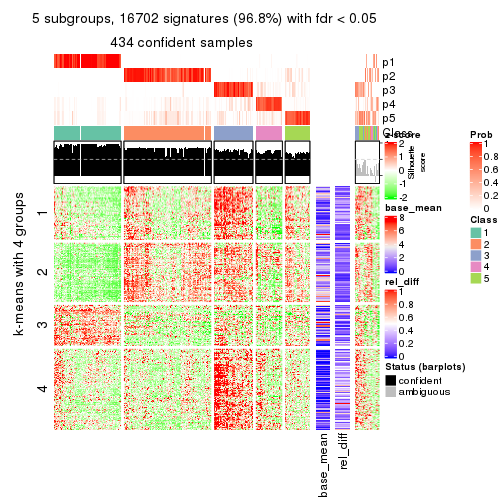 5 subgroups, 16702 signatures (96.8%) with fdr < 0.05
434 confident samples
p1
p2
p3
p4
p5
Class
z-score
2
1
0
-1
-2
Silhouette
score
Prob
1
0.8
0.6
0.4
0.2
0
base_mean
8
6
4
2
0
Class
1
2
3
4
5
rel_diff
1
0.8
0.6
0.4
0.2
0
Status (barplots)
confident
ambiguous
k-means with 4 groups
1
2
3
4
base_mean
rel_diff